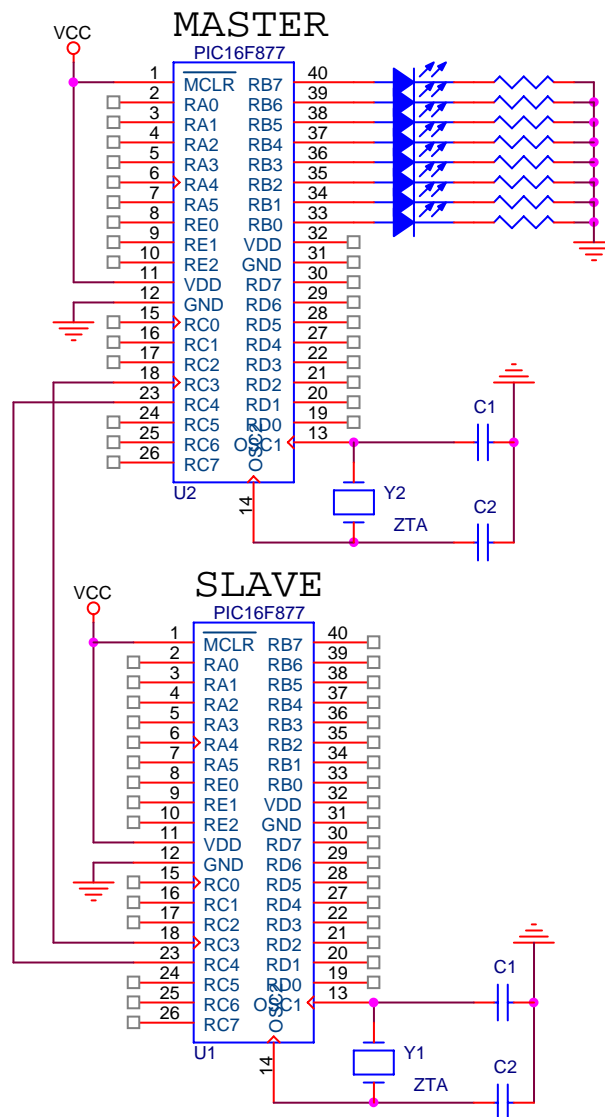 MASTER
VCC
PIC16F877
1 MCLR RB7 40
2 RA0 RB6 39
3 RA1 RB5 38
4 RA2 RB4 37
5 RA3 RB3 36
6 RA4 RB2 35
7 RA5 RB1 34
8 RE0 RB0 33
9 RE1 VDD 32
10 RE2 GND 31
11 VDD RD7 30
12 GND RD6 29
15 RC0 RD5 28
16 RC1 RD4 27
17 RC2 RD3 22
18 RC3 RD2 21
23 RC4 RD1 20
24 RC5 RD0 19
25 RC6 OSC1 13
26 RC7 OSC2 14
C1
U2
Y2
C2
ZTA
SLAVE
VCC
PIC16F877
1 MCLR RB7 40
2 RA0 RB6 39
3 RA1 RB5 38
4 RA2 RB4 37
5 RA3 RB3 36
6 RA4 RB2 35
7 RA5 RB1 34
8 RE0 RB0 33
9 RE1 VDD 32
10 RE2 GND 31
11 VDD RD7 30
12 GND RD6 29
15 RC0 RD5 28
16 RC1 RD4 27
17 RC2 RD3 22
18 RC3 RD2 21
23 RC4 RD1 20
24 RC5 RD0 19
25 RC6 OSC1 13
26 RC7 OSC2 14
C1
U1
Y1
C2
ZTA